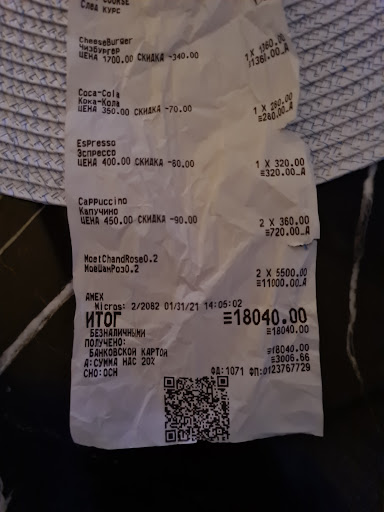 След КУРС
CheeseBurger
Чизбургер 1 X 1360.00
ЦЕНА 1700.00 СКИДКА -340.00 ≡1360.00_А
Coca-Cola
Кока-Кола 1 X 280.00
ЦЕНА 350.00 СКИДКА -70.00 ≡280.00_А
Espresso
Эспрессо 1 X 320.00
ЦЕНА 400.00 СКИДКА -80.00 ≡320.00_А
Cappuccino
Капучино 2 X 360.00
ЦЕНА 450.00 СКИДКА -90.00 ≡720.00_А
MoetChandRose0.2
МоеШанРоз0.2 2 X 5500.00
≡11000.00_А
AMEX
Micros: 2/2082 01/31/21 14:05:02
ИТОГ ≡18040.00
БЕЗНАЛИЧНЫМИ ≡18040.00
ПОЛУЧЕНО:
БАНКОВСКОЙ КАРТОЙ ≡18040.00
А:СУММА НДС 20% ≡3006.66
СНО:ОСН ФД:1071 ФП:0123767729